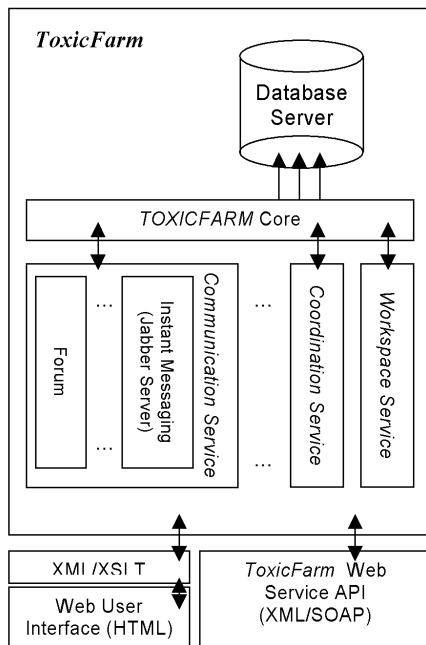 ToxicFarm
Database
Server
TOXICFARM Core
Forum
...
...
Instant Messaging
(Jabber Server)
Communication Service
...
...
Coordination Service
Workspace Service
XML/XSLT
Web User
Interface (HTML)
ToxicFarm Web
Service API
(XML/SOAP)